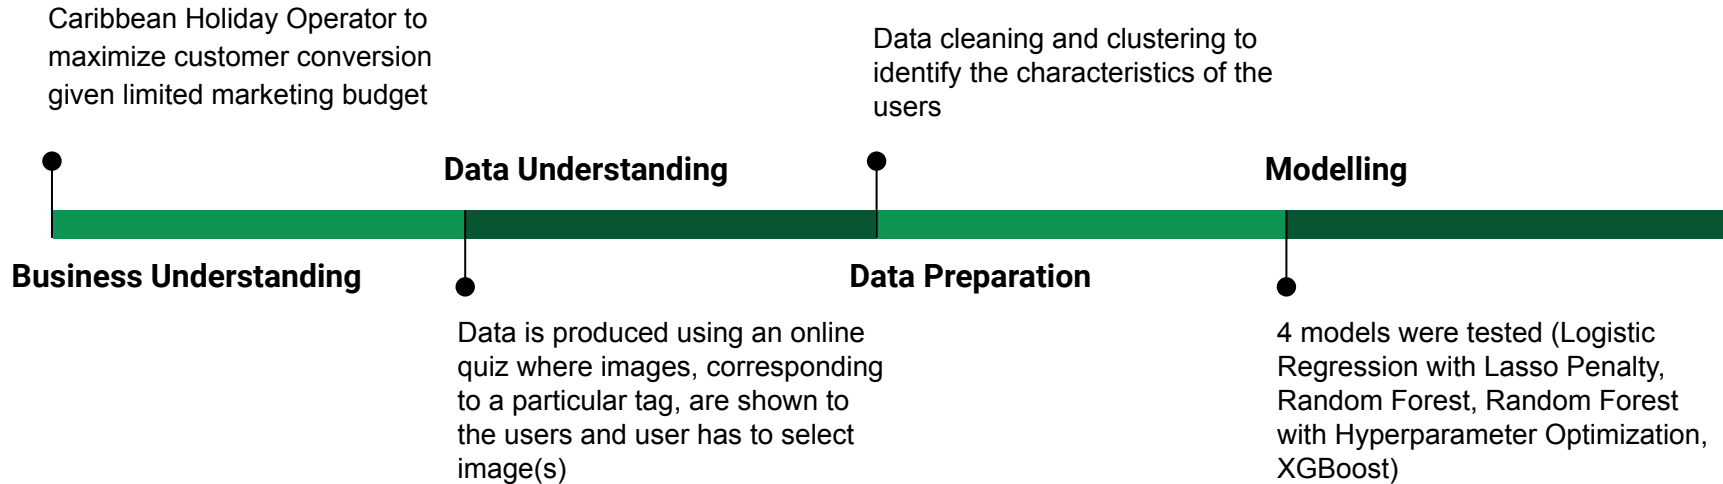 Caribbean Holiday Operator to
maximize customer conversion
given limited marketing budget
Business Understanding
Data Understanding
Data is produced using an online
quiz where images, corresponding
to a particular tag, are shown to
the users and user has to select
image(s)
Data cleaning and clustering to
identify the characteristics of the
users
Data Preparation
Modelling
4 models were tested (Logistic
Regression with Lasso Penalty,
Random Forest, Random Forest
with Hyperparameter Optimization,
XGBoost)